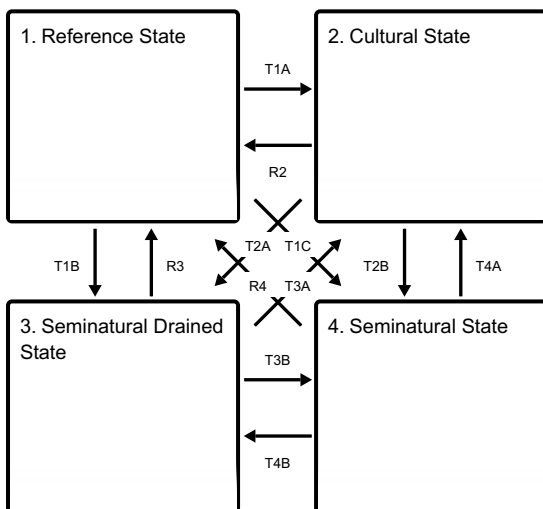 1. Reference State
2. Cultural State
T1A
R2
T2A
T1C
T1B
R3
T2B
T4A
R4
T3A
3. Seminatural Drained
State
4. Seminatural State
T3B
T4B